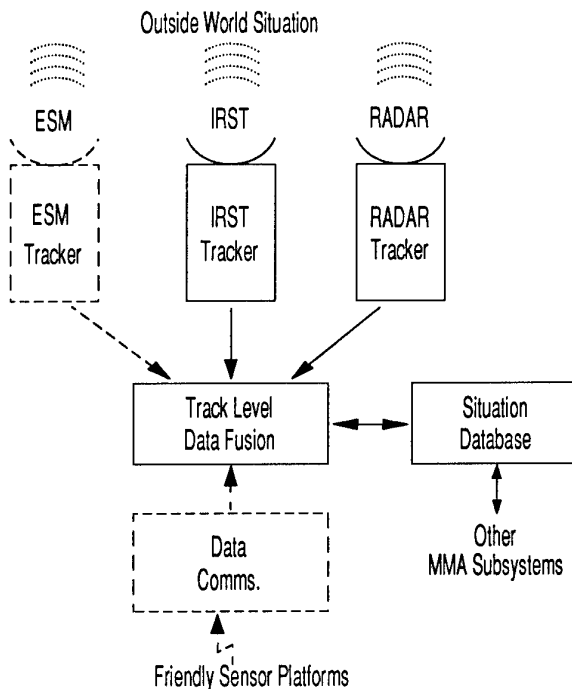 Outside World Situation
ESM
IRST
RADAR
ESM
Tracker
IRST
Tracker
RADAR
Tracker
Track Level
Data Fusion
Situation
Database
Data
Comms.
Other
MMA Subsystems
Friendly Sensor Platforms